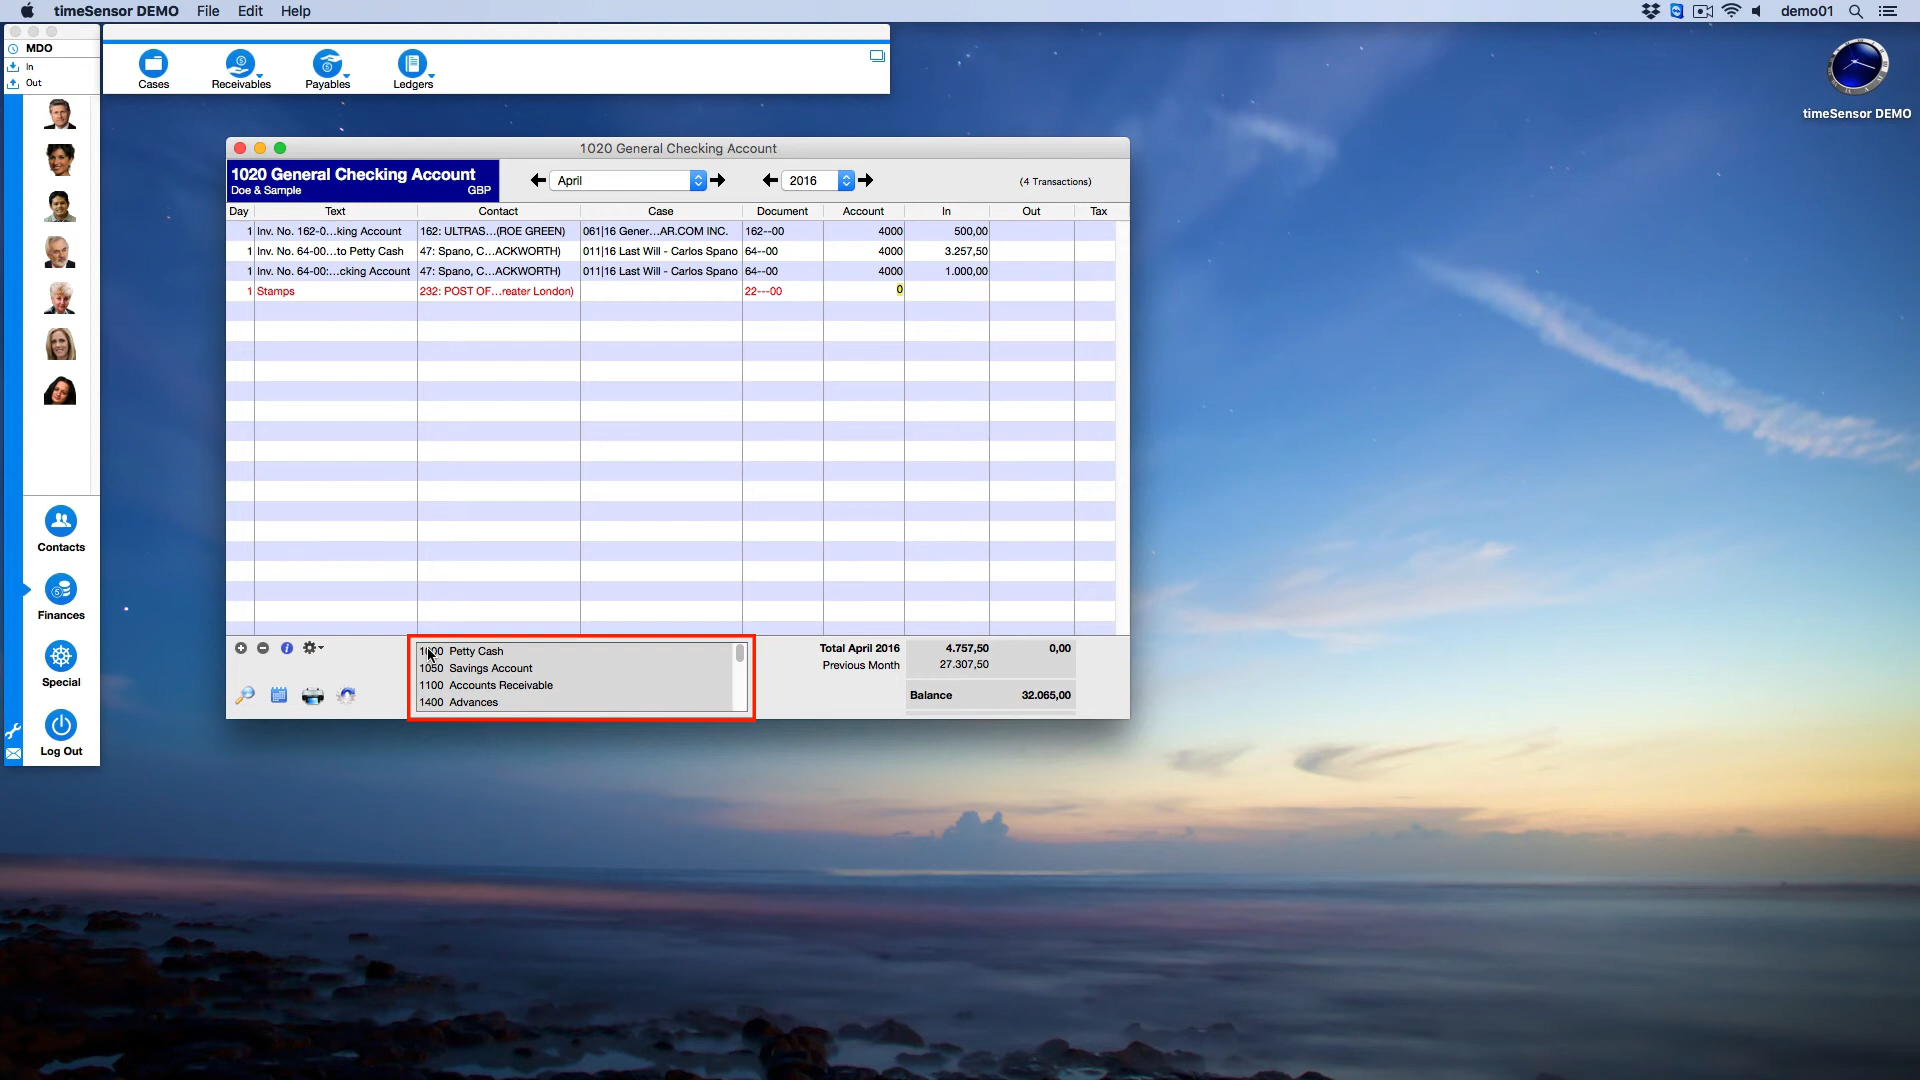 timeSensor DEMO File Edit Help demo01
MDO
In
Out
Cases Receivables Payables Ledgers
timeSensor DEMO
1020 General Checking Account
1020 General Checking Account
Doe & Sample GBP
April 2016 (4 Transactions)
Day Text Contact Case Document Account In Out Tax
1 Inv. No. 162-0…king Account 162: ULTRAS…(ROE GREEN) 061|16 Gener…AR.COM INC. 162--00 4000 500,00
1 Inv. No. 64-00…to Petty Cash 47: Spano, C…ACKWORTH) 011|16 Last Will - Carlos Spano 64--00 4000 3.257,50
1 Inv. No. 64-00:…cking Account 47: Spano, C…ACKWORTH) 011|16 Last Will - Carlos Spano 64--00 4000 1.000,00
1 Stamps 232: POST OF…reater London) 22---00 0
Contacts
Finances
Special
Log Out
1000 Petty Cash
1050 Savings Account
1100 Accounts Receivable
1400 Advances
Total April 2016 4.757,50 0,00
Previous Month 27.307,50
Balance 32.065,00